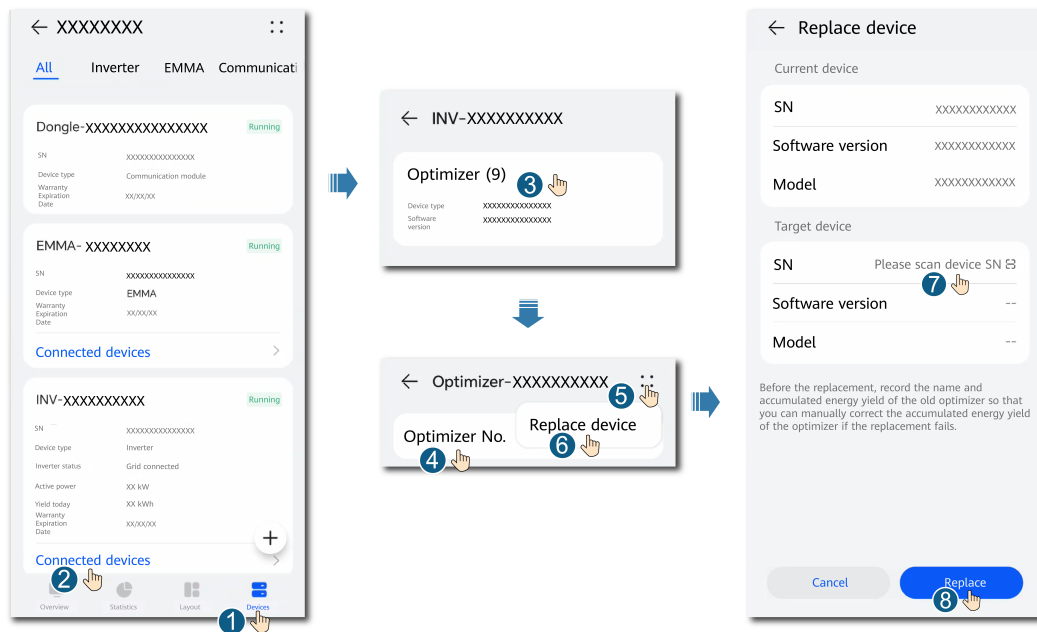 XXXXXXXX
All Inverter EMMA Communicati
Dongle-XXXXXXXXXXXXXXX Running
SN XXXXXXXXXXXXXXX
Device type Communication module
Warranty
Expiration
Date
XX/XX/XX
EMMA- XXXXXXXX Running
SN XXXXXXXXXXXXXXX
Device type EMMA
Warranty
Expiration
Date
XX/XX/XX
Connected devices
INV-XXXXXXXXXX Running
SN XXXXXXXXXXXXXXX
Device type Inverter
Inverter status Grid connected
Active power XX kW
Yield today XX kWh
Warranty
Expiration
Date
XX/XX/XX
+
Connected devices
2
Overview Statistics Layout Devices
1
INV-XXXXXXXXXX
Optimizer (9)
3
Device type XXXXXXXXXXXXXXX
Software
version
XXXXXXXXXXXXXXX
Optimizer-XXXXXXXXXX
5
Optimizer No.
4
Replace device
6
Replace device
Current device
SN XXXXXXXXXXXX
Software version XXXXXXXXXXXX
Model XXXXXXXXXXXX
Target device
SN Please scan device SN
7
Software version --
Model --
Before the replacement, record the name and
accumulated energy yield of the old optimizer so that
you can manually correct the accumulated energy yield
of the optimizer if the replacement fails.
Cancel Replace
8